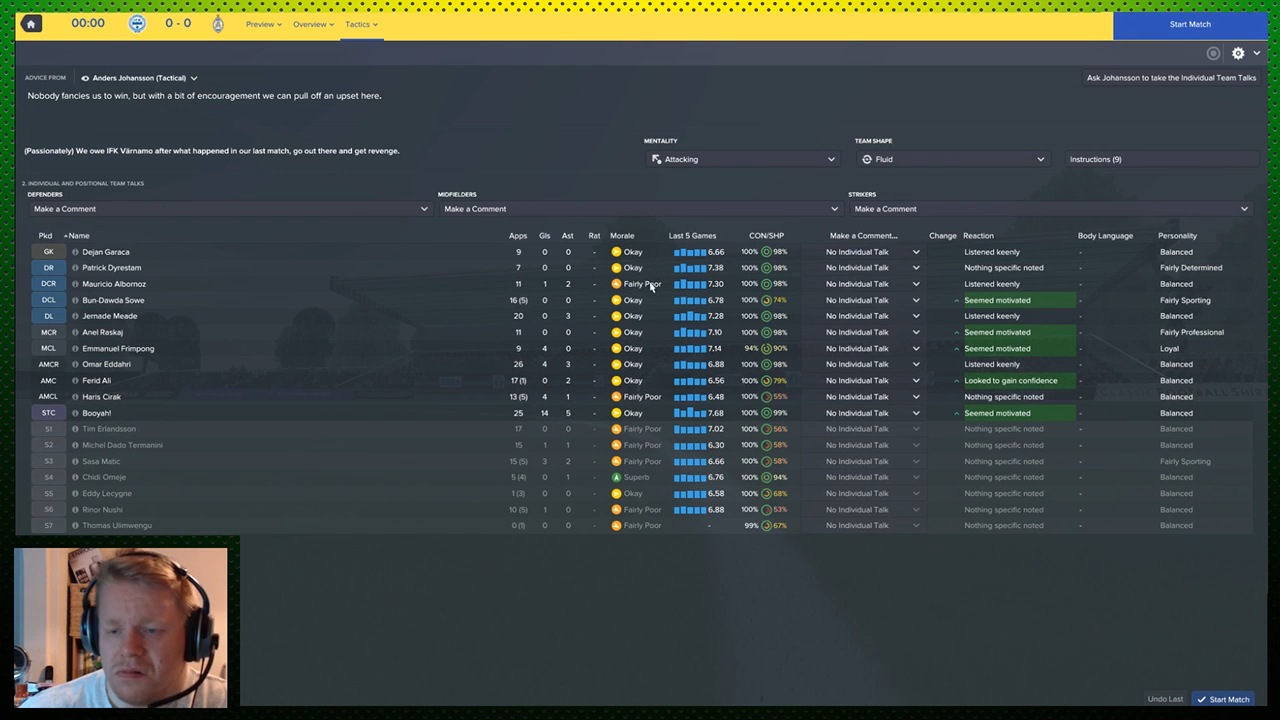 00:00 0 - 0 Preview Overview Tactics Start Match
ADVICE FROM Anders Johansson (Tactical) Ask Johansson to take the Individual Team Talks
Nobody fancies us to win, but with a bit of encouragement we can pull off an upset here.
MENTALITY TEAM SHAPE
(Passionately) We owe IFK Värnamo after what happened in our last match, go out there and get revenge. Attacking Fluid Instructions (9)
2. INDIVIDUAL AND POSITIONAL TEAM TALKS
DEFENDERS MIDFIELDERS STRIKERS
Make a Comment Make a Comment Make a Comment
Pkd Name Apps Gls Ast Rat Morale Last 5 Games CON/SHP Make a Comment... Change Reaction Body Language Personality
GK Dejan Garaca 9 0 0 - Okay 6.66 100% 98% No Individual Talk Listened keenly - Balanced
DR Patrick Dyrestam 7 0 0 - Okay 7.38 100% 98% No Individual Talk Nothing specific noted - Fairly Determined
DCR Mauricio Albornoz 11 1 2 - Fairly Poor 7.30 100% 98% No Individual Talk Listened keenly - Balanced
DCL Bun-Dawda Sowe 16 (5) 0 0 - Okay 6.78 100% 74% No Individual Talk Seemed motivated - Fairly Sporting
DL Jernade Meade 20 0 3 - Okay 7.28 100% 98% No Individual Talk Listened keenly - Balanced
MCR Anel Raskaj 11 0 0 - Okay 7.10 100% 98% No Individual Talk Seemed motivated - Fairly Professional
MCL Emmanuel Frimpong 9 4 0 - Okay 7.14 94% 90% No Individual Talk Seemed motivated - Loyal
AMCR Omar Eddahri 26 4 3 - Okay 6.88 100% 98% No Individual Talk Listened keenly - Balanced
AMC Ferid Ali 17 (1) 0 2 - Okay 6.56 100% 79% No Individual Talk Looked to gain confidence - Balanced
AMCL Haris Cirak 13 (5) 4 1 - Fairly Poor 6.48 100% 55% No Individual Talk Nothing specific noted - Balanced
STC Booyah! 25 14 5 - Okay 7.68 100% 99% No Individual Talk Seemed motivated - Balanced
S1 Tim Erlandsson 17 0 0 - Fairly Poor 7.02 100% 56% No Individual Talk Nothing specific noted - Balanced
S2 Michel Dado Termanini 15 1 1 - Fairly Poor 6.30 100% 58% No Individual Talk Nothing specific noted - Balanced
S3 Sasa Matic 15 (5) 3 2 - Fairly Poor 6.66 100% 58% No Individual Talk Nothing specific noted - Fairly Sporting
S4 Chidi Omeje 5 (4) 0 1 - Superb 6.76 100% 94% No Individual Talk Nothing specific noted - Balanced
S5 Eddy Lecygne 1 (3) 0 0 - Okay 6.58 100% 68% No Individual Talk Nothing specific noted - Balanced
S6 Rinor Nushi 10 (5) 1 0 - Fairly Poor 6.88 100% 53% No Individual Talk Nothing specific noted - Balanced
S7 Thomas Ulimwengu 0 (1) 0 0 - Fairly Poor - 99% 67% No Individual Talk Nothing specific noted - Balanced
Undo Last Start Match